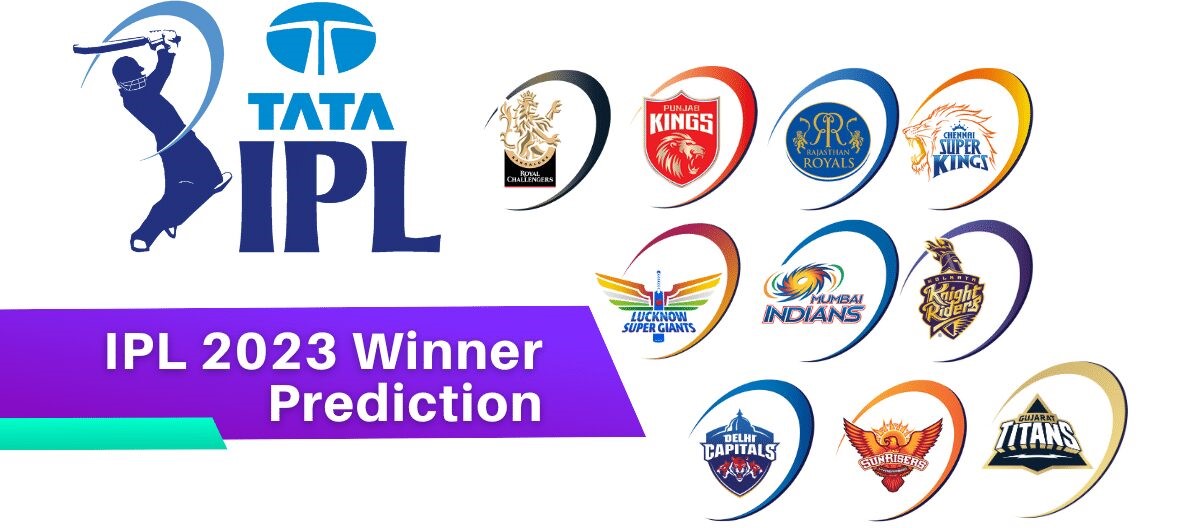 TATA
IPL
IPL 2023 Winner
Prediction
ROYAL
CHALLENGERS
PUNJAB
KINGS
RAJASTHAN
ROYALS
CHENNAI
SUPER
KINGS
LUCKNOW
SUPER GIANTS
MUMBAI
INDIANS
KOLKATA
Knight
Riders
DELHI
CAPITALS
SUNRISERS
GUJARAT
TITANS